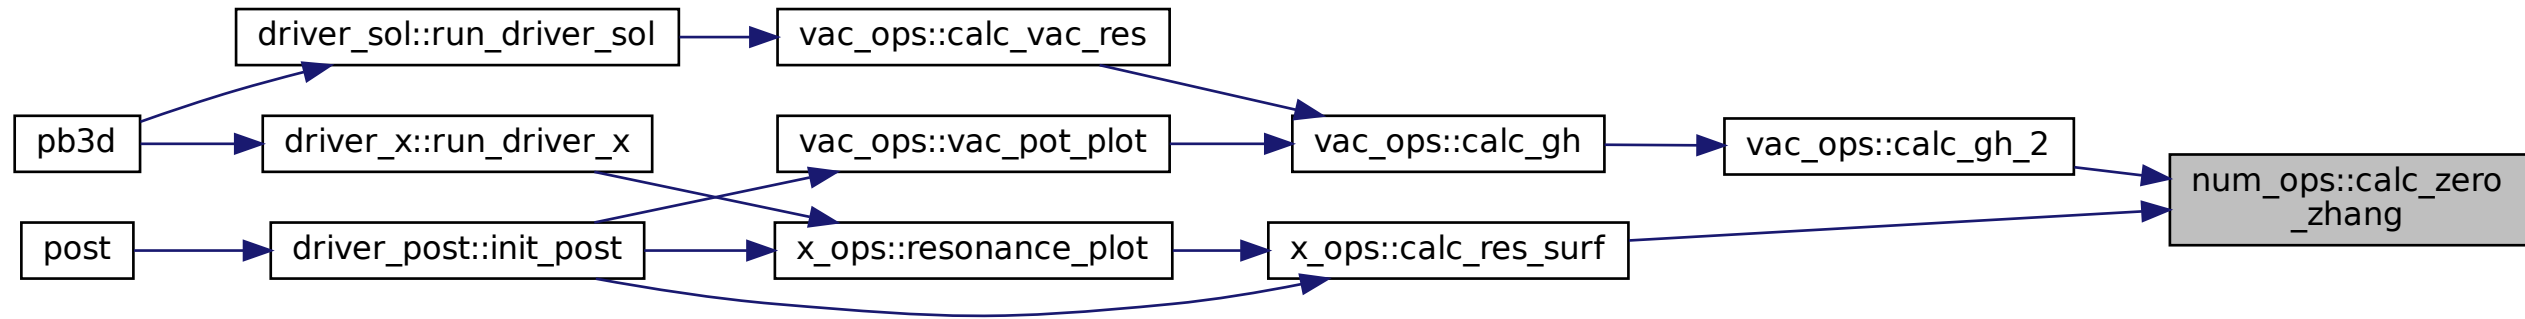 driver_sol::run_driver_sol
vac_ops::calc_vac_res
pb3d
driver_x::run_driver_x
vac_ops::vac_pot_plot
vac_ops::calc_gh
vac_ops::calc_gh_2
num_ops::calc_zero
_zhang
post
driver_post::init_post
x_ops::resonance_plot
x_ops::calc_res_surf